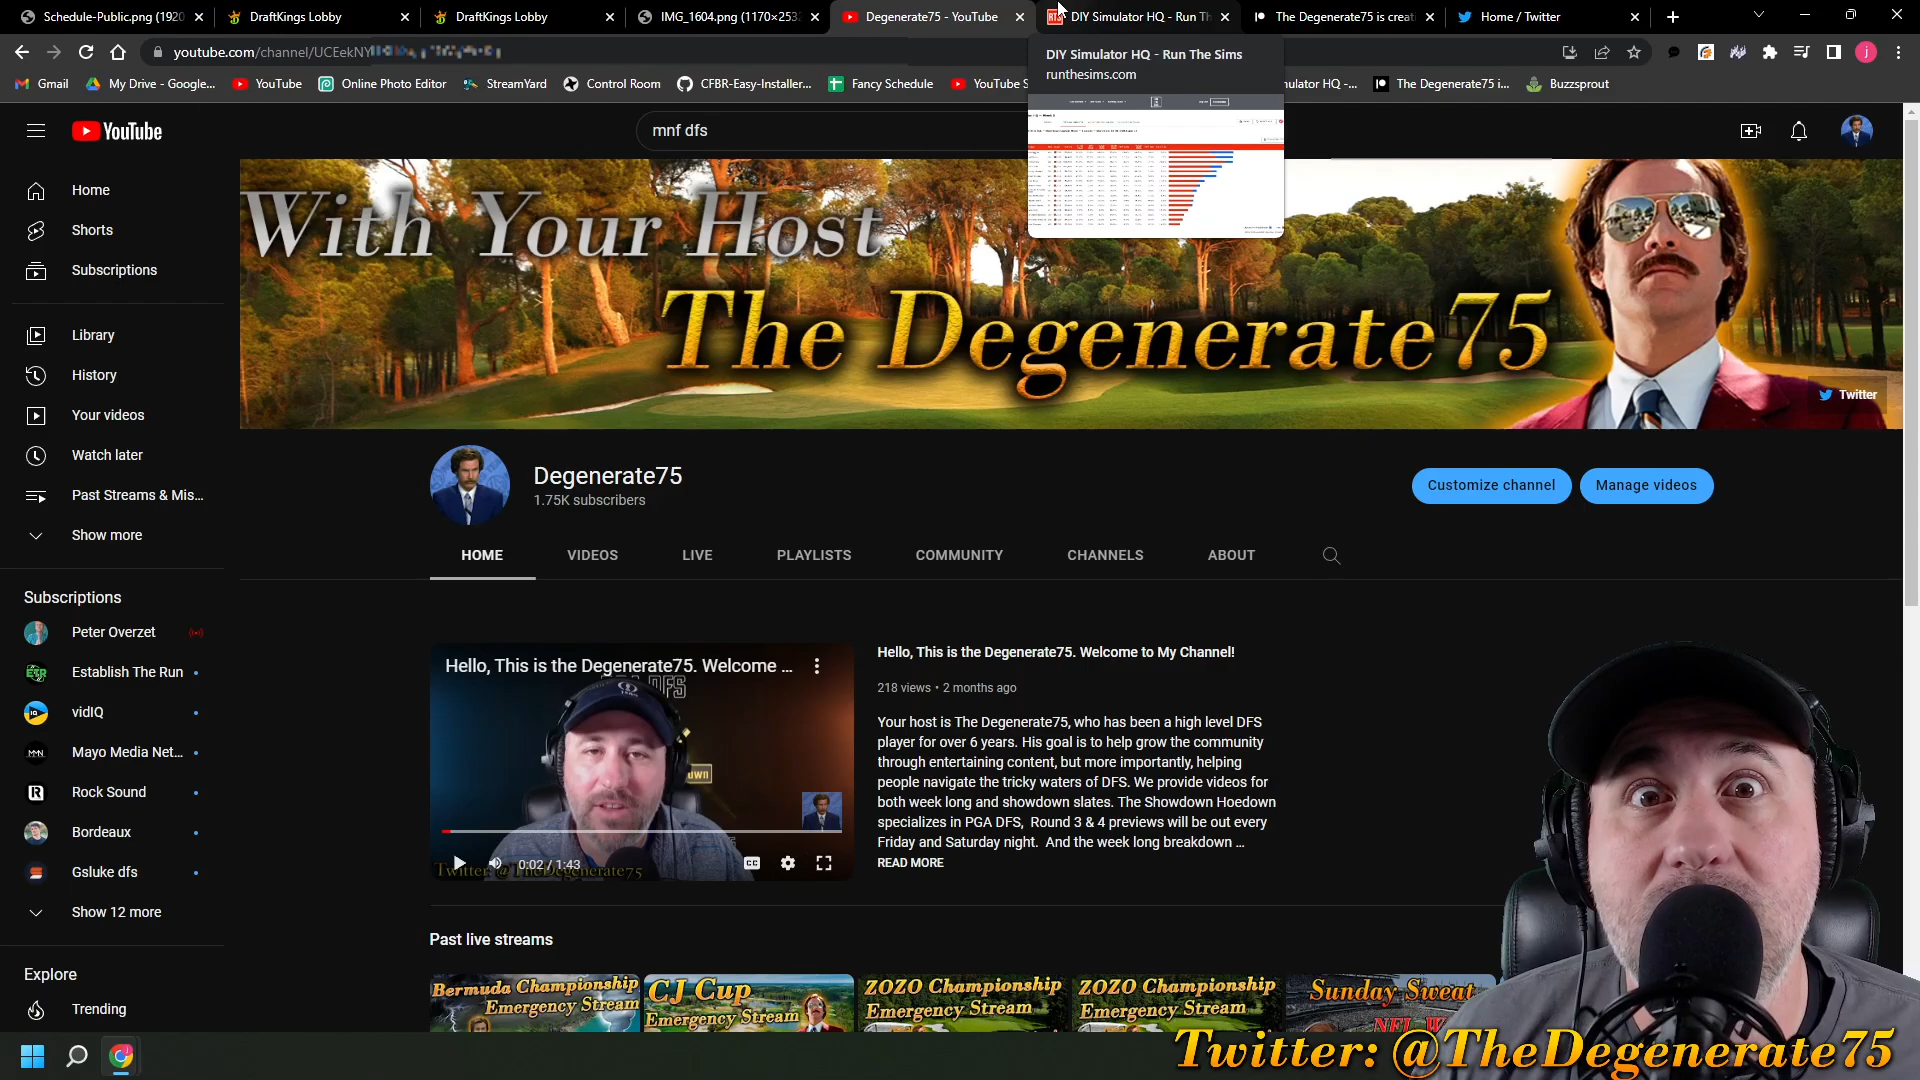 Schedule-Public.png (1920
DraftKings Lobby
DraftKings Lobby
IMG_1604.png (1170×2532
Degenerate75 - YouTube
DIY Simulator HQ - Run Th
The Degenerate75 is creat
Home / Twitter
youtube.com/channel/UCEekNY
DIY Simulator HQ - Run The Sims
runthesims.com
Gmail
My Drive - Google...
YouTube
Online Photo Editor
StreamYard
Control Room
CFBR-Easy-Installer...
Fancy Schedule
YouTube S
ulator HQ -...
The Degenerate75 i...
Buzzsprout
YouTube
mnf dfs
Home
Shorts
Subscriptions
Library
History
Your videos
Watch later
Past Streams & Mis...
Show more
Subscriptions
Peter Overzet
Establish The Run
vidIQ
Mayo Media Net...
Rock Sound
Bordeaux
Gsluke dfs
Show 12 more
Explore
Trending
With Your Host
The Degenerate75
Twitter
Degenerate75
1.75K subscribers
Customize channel
Manage videos
HOME
VIDEOS
LIVE
PLAYLISTS
COMMUNITY
CHANNELS
ABOUT
Hello, This is the Degenerate75. Welcome ...
0:02 / 1:43
Twitter: @TheDegenerate75
Hello, This is the Degenerate75. Welcome to My Channel!
218 views • 2 months ago
Your host is The Degenerate75, who has been a high level DFS
player for over 6 years. His goal is to help grow the community
through entertaining content, but more importantly, helping
people navigate the tricky waters of DFS. We provide videos for
both week long and showdown slates. The Showdown Hoedown
specializes in PGA DFS, Round 3 & 4 previews will be out every
Friday and Saturday night. And the week long breakdown ...
READ MORE
Past live streams
Bermuda Championship
Emergency Stream
CJ Cup
Emergency Stream
ZOZO Championship
Emergency Stream
ZOZO Championship
Emergency Stream
Sunday Sweat
Twitter: @TheDegenerate75